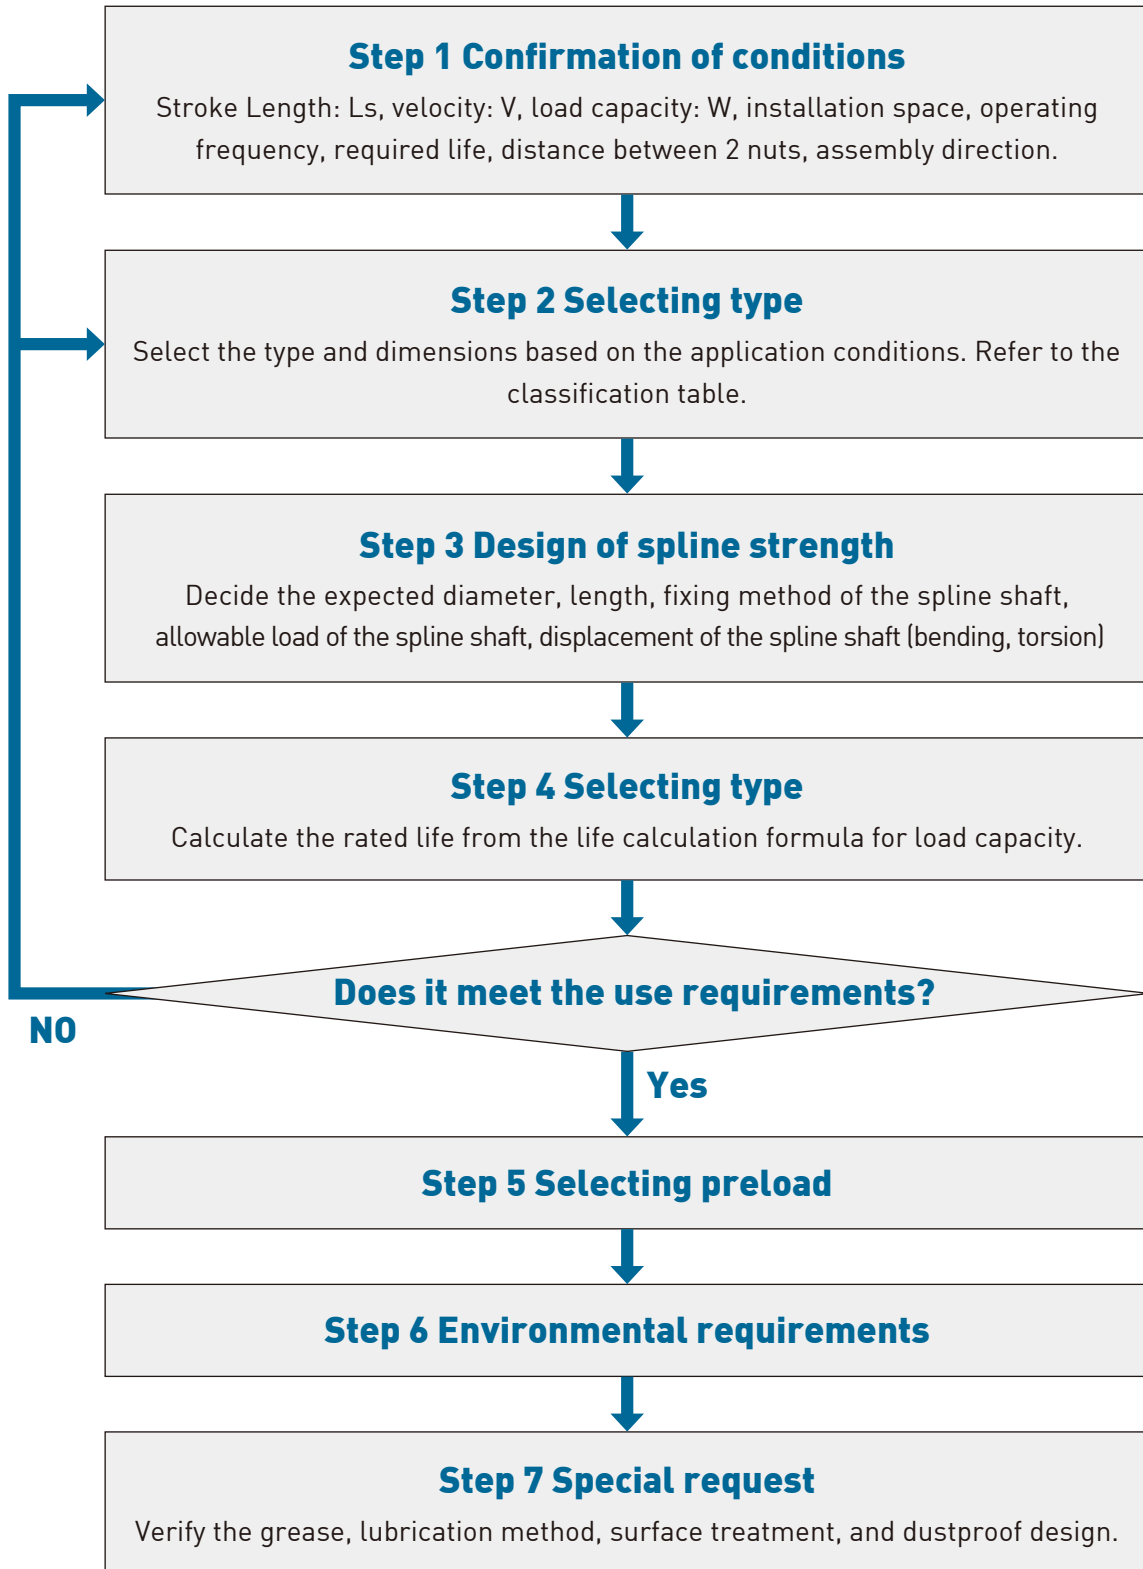 Step 1 Confirmation of conditions
Stroke Length: Ls, velocity: V, load capacity: W, installation space, operating
frequency, required life, distance between 2 nuts, assembly direction.
Step 2 Selecting type
Select the type and dimensions based on the application conditions. Refer to the
classification table.
Step 3 Design of spline strength
Decide the expected diameter, length, fixing method of the spline shaft,
allowable load of the spline shaft, displacement of the spline shaft (bending, torsion)
Step 4 Selecting type
Calculate the rated life from the life calculation formula for load capacity.
Does it meet the use requirements?
NO
Yes
Step 5 Selecting preload
Step 6 Environmental requirements
Step 7 Special request
Verify the grease, lubrication method, surface treatment, and dustproof design.